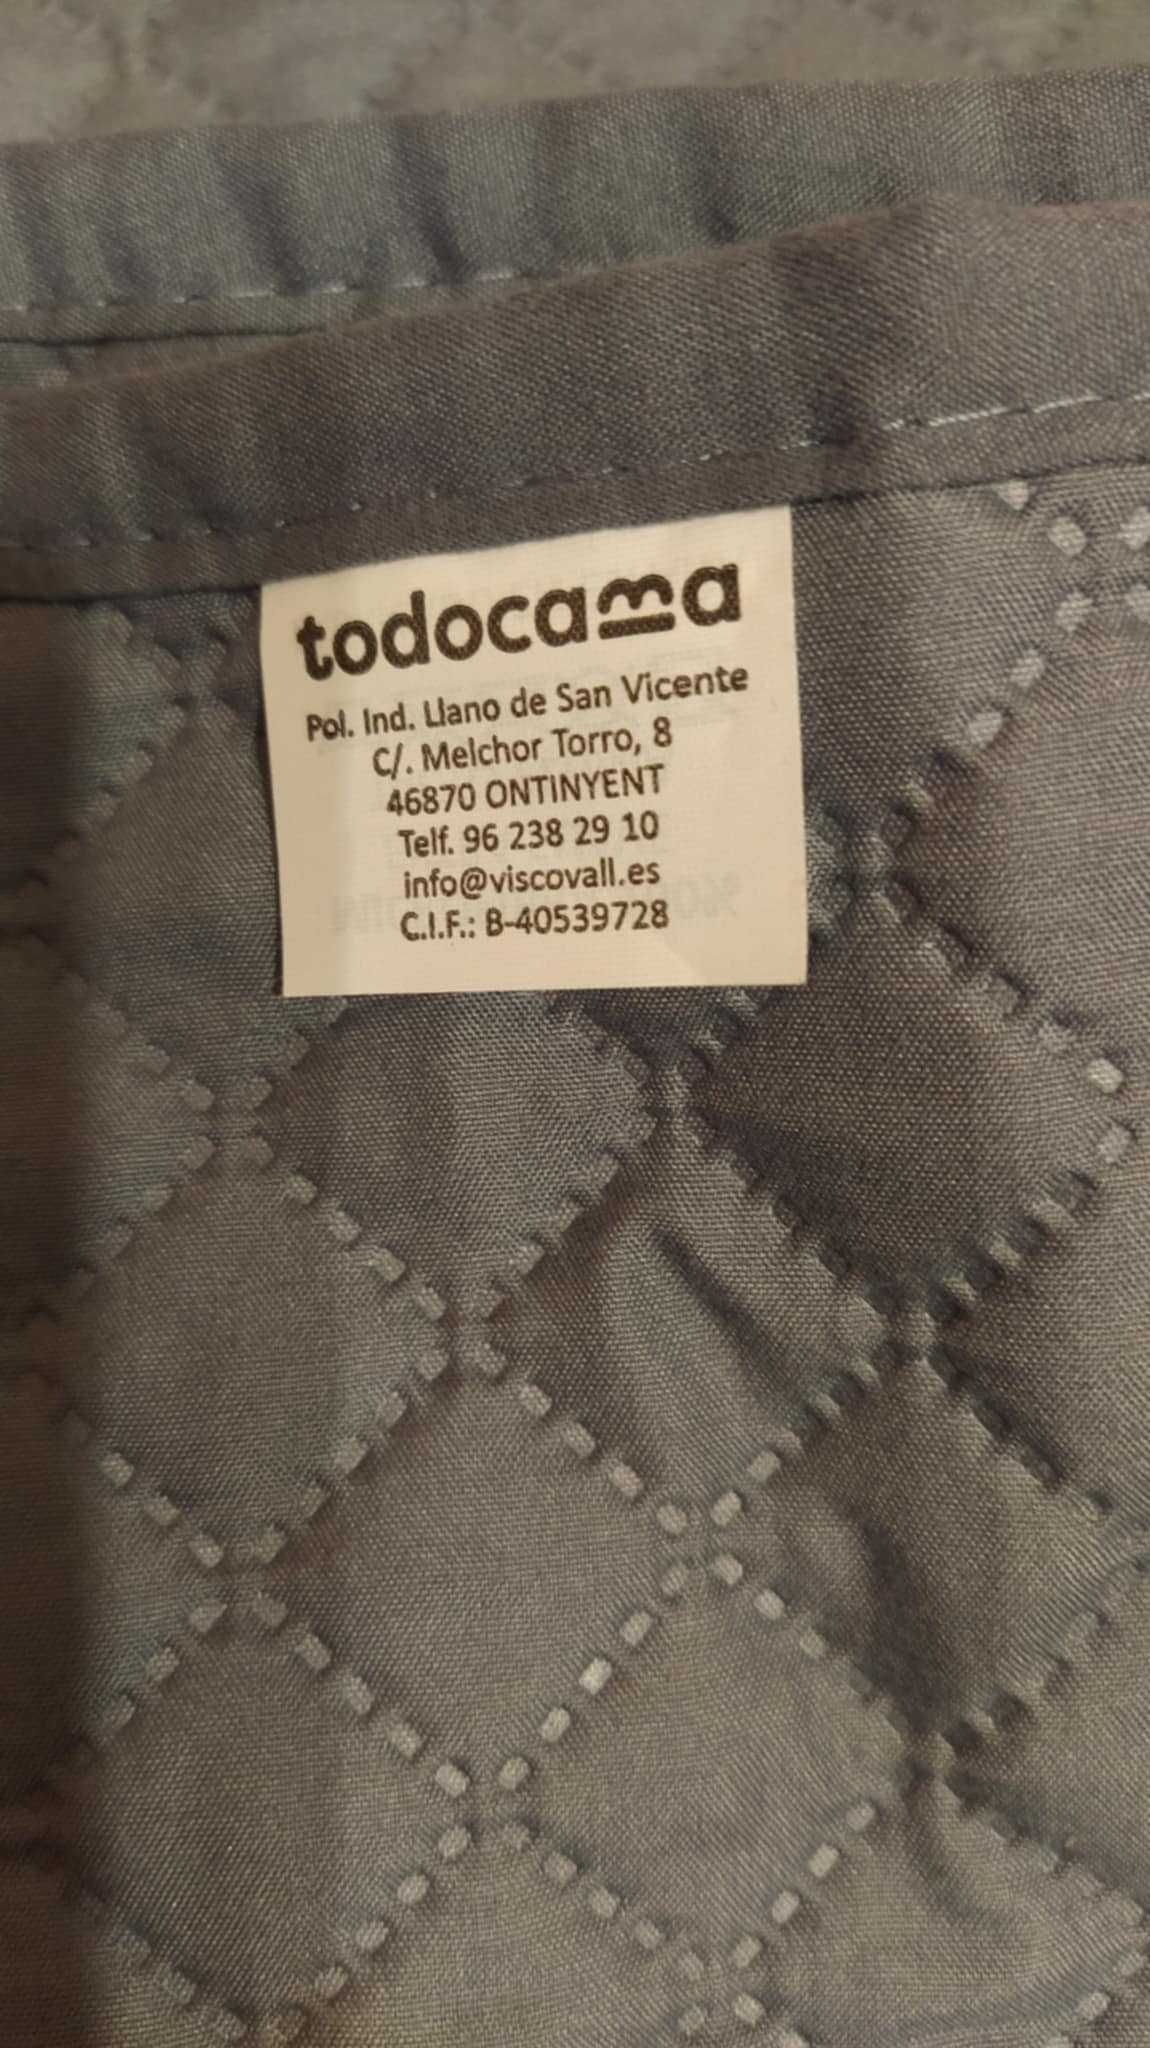 todocama
Pol. Ind. Llano de San Vicente
C/. Melchor Torro, 8
46870 ONTINYENT
Telf. 96 238 29 10
info@viscovall.es
C.I.F.: B-40539728